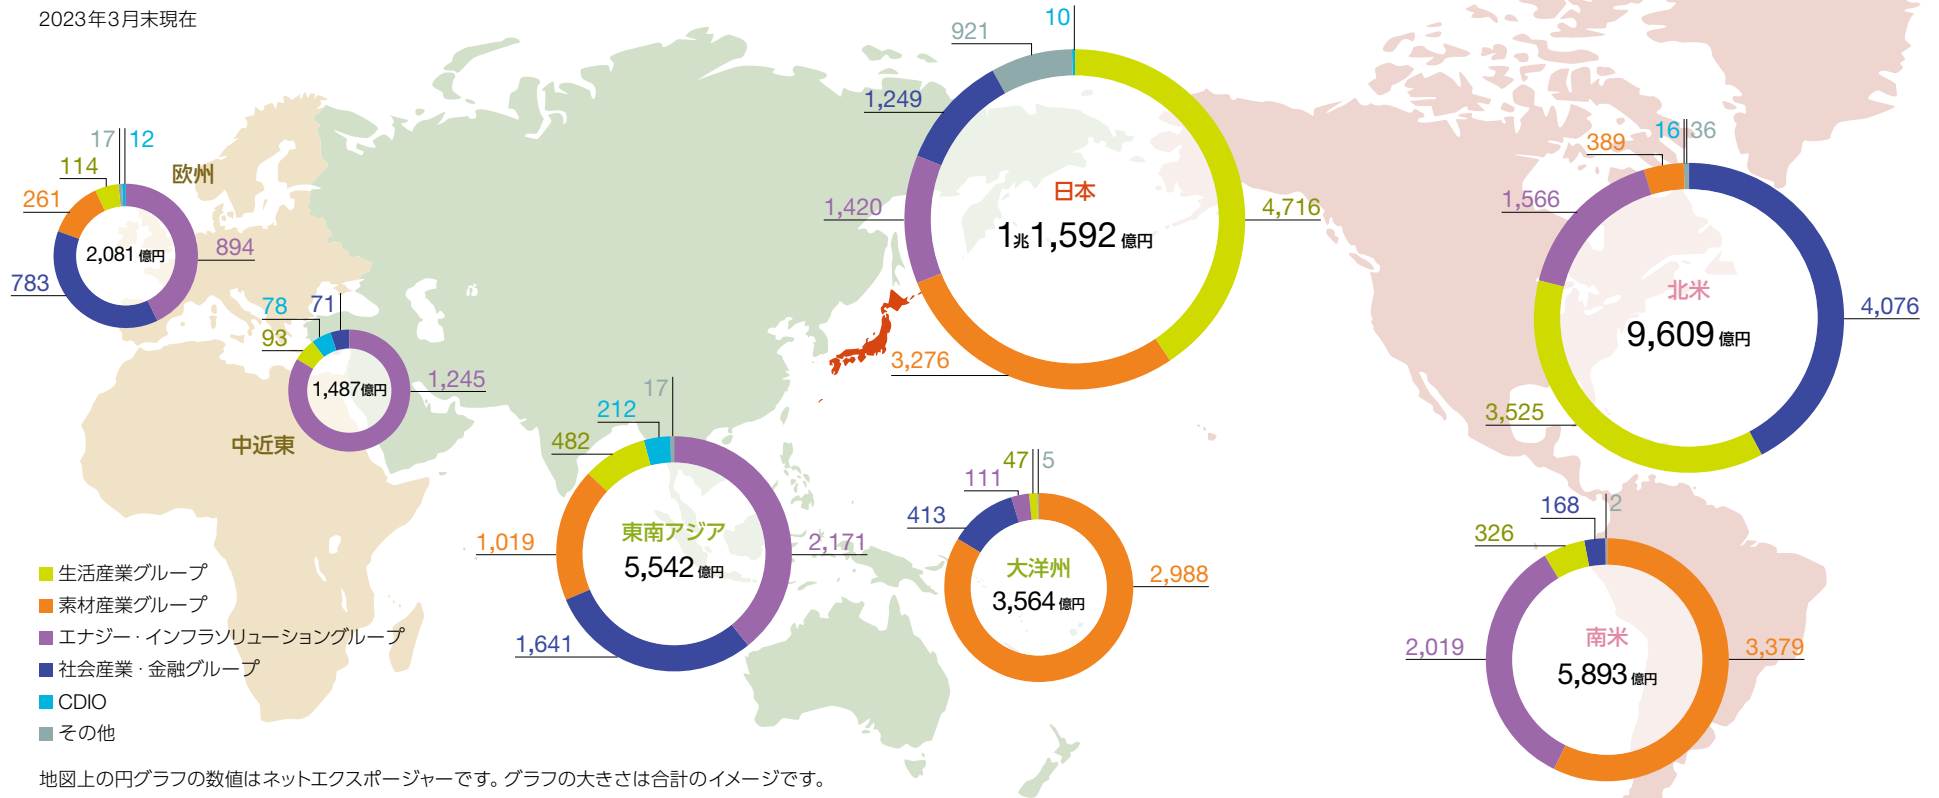 2023年3月末現在
欧州
2,081 億円
17
12
114
261
783
894
中近東
1,487億円
78
71
93
1,245
東南アジア
5,542 億円
17
212
482
1,019
1,641
2,171
日本
1兆1,592 億円
10
921
1,249
1,420
3,276
4,716
大洋州
3,564 億円
47
5
111
413
2,988
北米
9,609 億円
16
36
389
1,566
3,525
4,076
南米
5,893 億円
168
2
326
2,019
3,379
生活産業グループ
素材産業グループ
エナジー・インフラソリューショングループ
社会産業・金融グループ
CDIO
その他
地図上の円グラフの数値はネットエクスポージャーです。グラフの大きさは合計のイメージです。